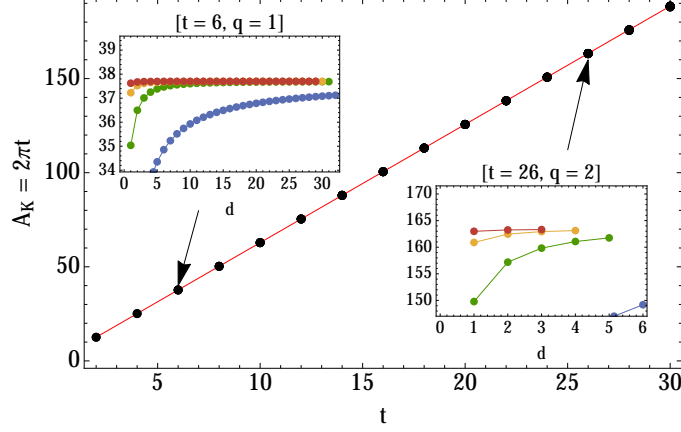 [t = 6, q = 1]
39
38
37
36
35
34
0 5 10 15 20 25 30
d
[t = 26, q = 2]
170
165
160
155
150
0 1 2 3 4 5 6
d
A_K = 2πt
150
100
50
0
5 10 15 20 25 30
t